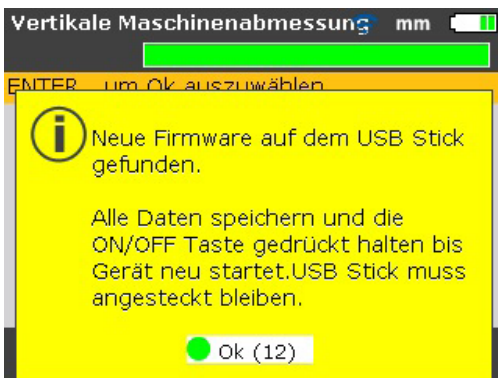 Vertikale Maschinenabmessung mm
ENTER um Ok auszuwählen
Neue Firmware auf dem USB Stick
gefunden.
Alle Daten speichern und die
ON/OFF Taste gedrückt halten bis
Gerät neu startet.USB Stick muss
angesteckt bleiben.
Ok (12)